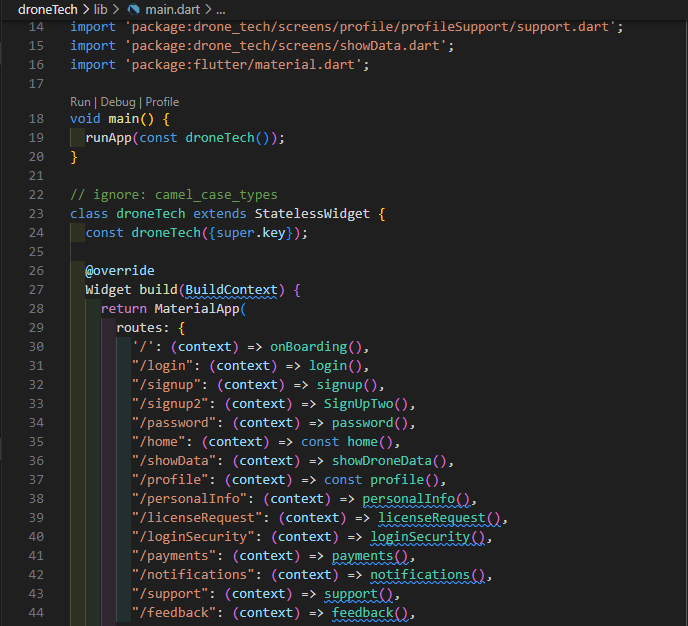 droneTech > lib > main.dart > ...
14 import 'package:drone_tech/screens/profile/profileSupport/support.dart';
15 import 'package:drone_tech/screens/showData.dart';
16 import 'package:flutter/material.dart';
17
Run | Debug | Profile
18 void main() {
19   runApp(const droneTech());
20 }
21
22 // ignore: camel_case_types
23 class droneTech extends StatelessWidget {
24   const droneTech({super.key});
25
26   @override
27   Widget build(BuildContext) {
28     return MaterialApp(
29       routes: {
30         '/': (context) => onBoarding(),
31         "/login": (context) => login(),
32         "/signup": (context) => signup(),
33         "/signup2": (context) => SignUpTwo(),
34         "/password": (context) => password(),
35         "/home": (context) => const home(),
36         "/showData": (context) => showDroneData(),
37         "/profile": (context) => const profile(),
38         "/personalInfo": (context) => personalInfo(),
39         "/licenseRequest": (context) => licenseRequest(),
40         "/loginSecurity": (context) => loginSecurity(),
41         "/payments": (context) => payments(),
42         "/notifications": (context) => notifications(),
43         "/support": (context) => support(),
44         "/feedback": (context) => feedback(),